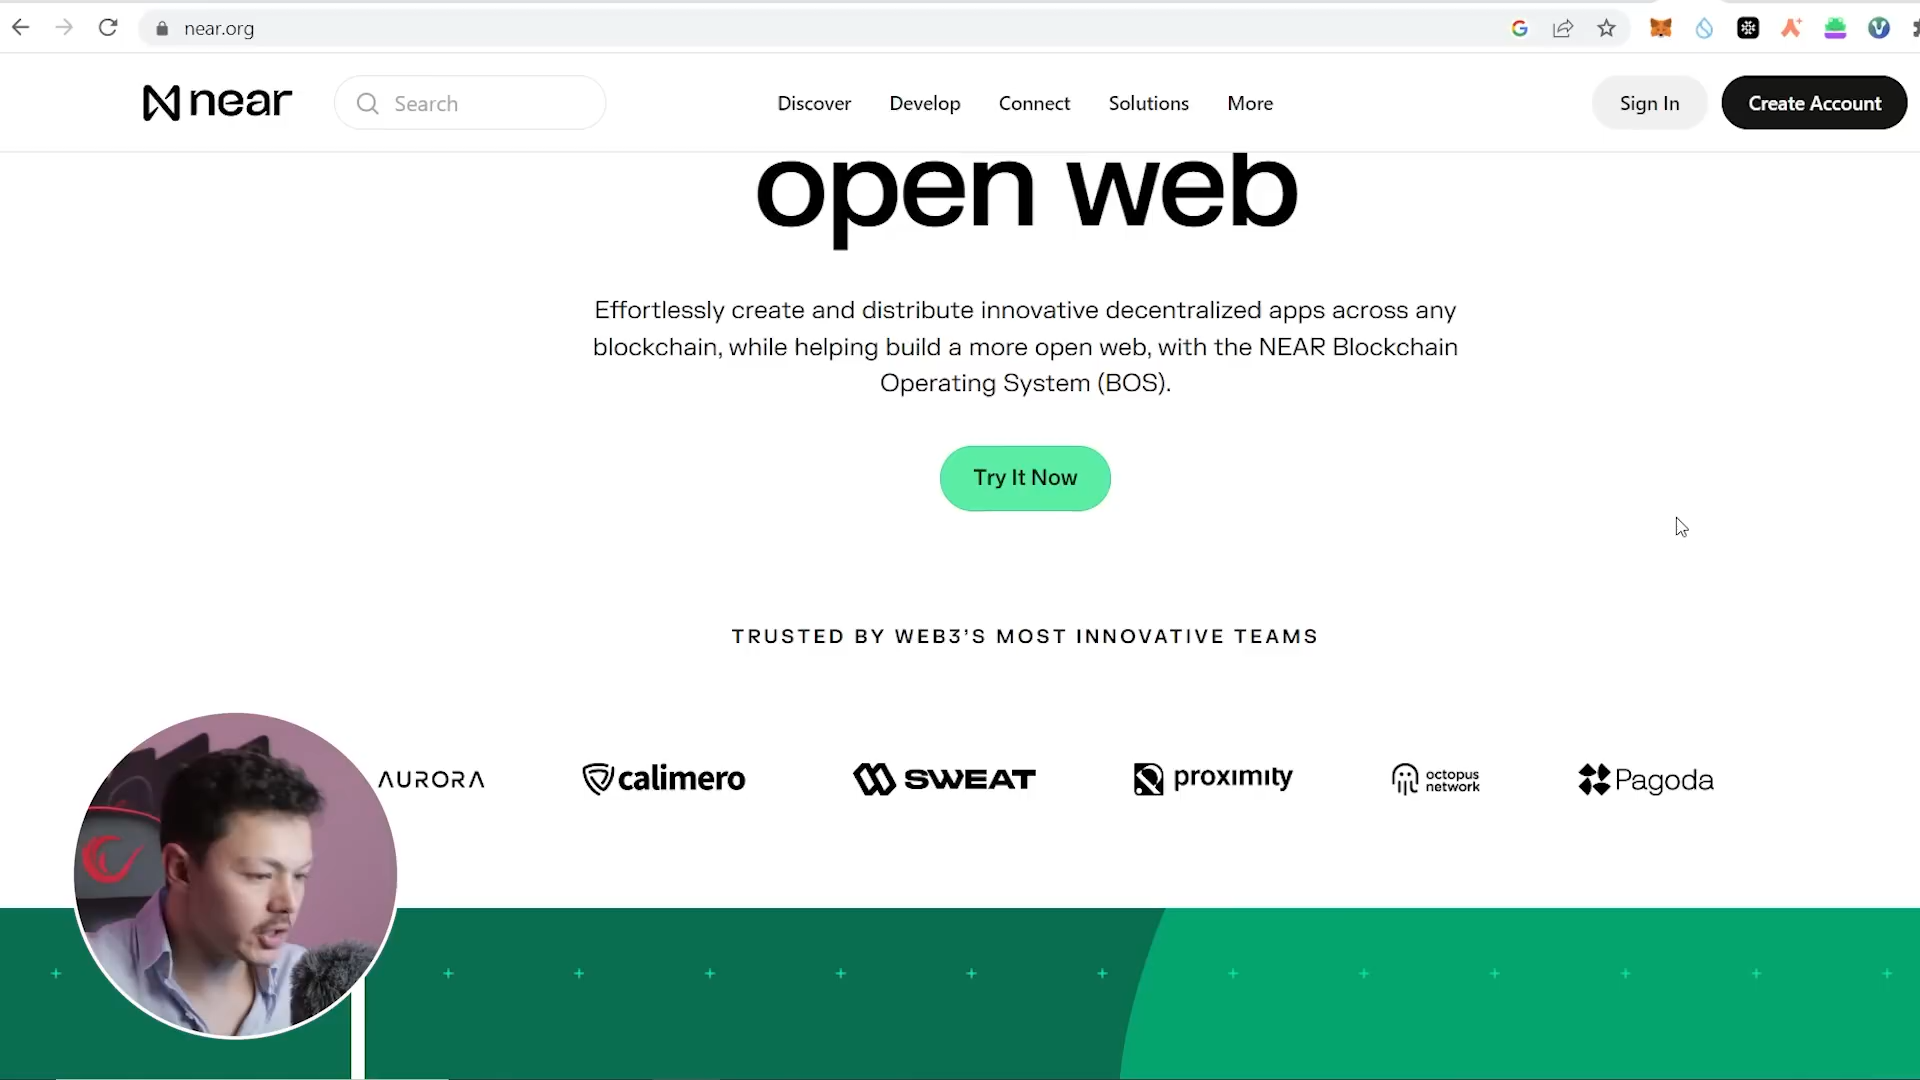 near.org
near
Search
Discover
Develop
Connect
Solutions
More
Sign In
Create Account
open web
Effortlessly create and distribute innovative decentralized apps across any
blockchain, while helping build a more open web, with the NEAR Blockchain
Operating System (BOS).
Try It Now
TRUSTED BY WEB3’S MOST INNOVATIVE TEAMS
AURORA
calimero
SWEAT
proximity
octopus
network
Pagoda